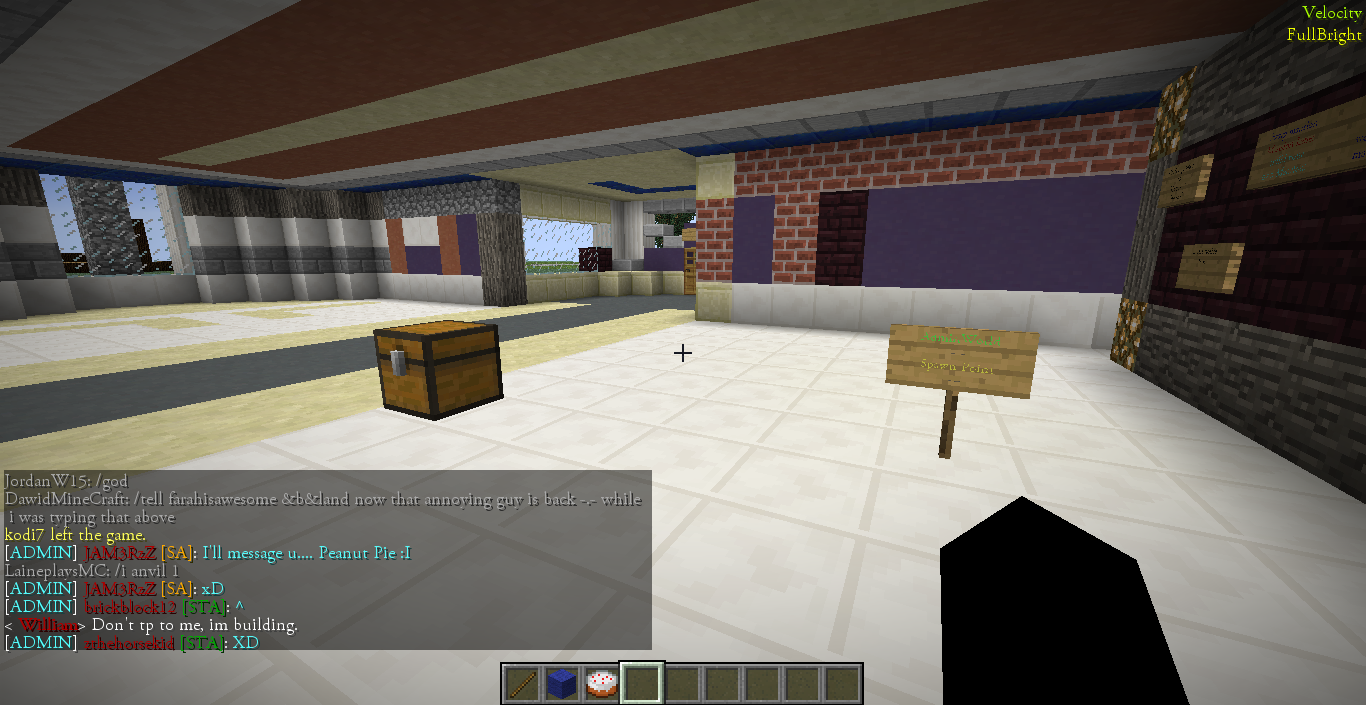 Velocity
FullBright
Spawn Point
JordanW15: /god
DawidMineCraft: /tell farahisawesome &b&land now that annoying guy is back -.- while
i was typing that above
kodi7 left the game.
[ADMIN] JAM3RzZ [SA]: I'll message u.... Peanut Pie :I
LaineplaysMC: /i anvil 1
[ADMIN] JAM3RzZ [SA]: xD
[ADMIN] brickblock12 [STA]: ^
< William> Don't tp to me, im building.
[ADMIN] zthehorsekid [STA]: XD